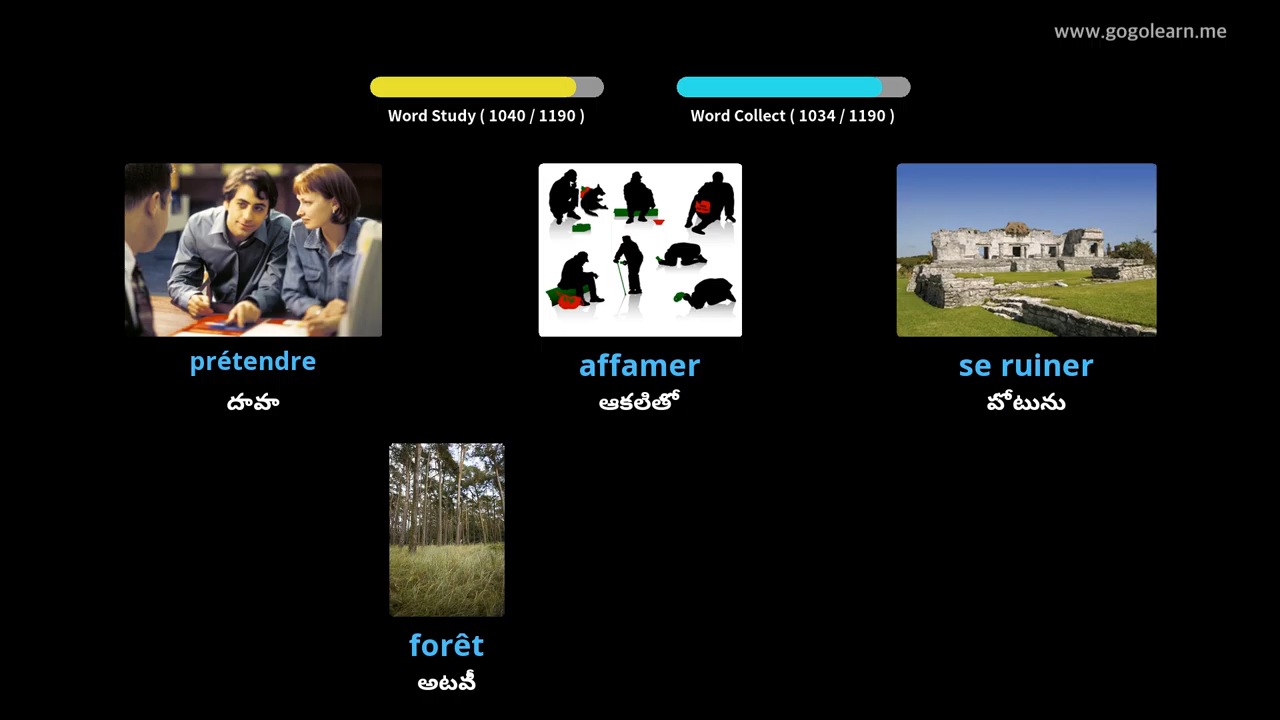 www.gogolearn.me
Word Study ( 1040 / 1190 )
Word Collect ( 1034 / 1190 )
prétendre
దావా
affamer
ఆకలితో
se ruiner
పోటును
forêt
అటవీ